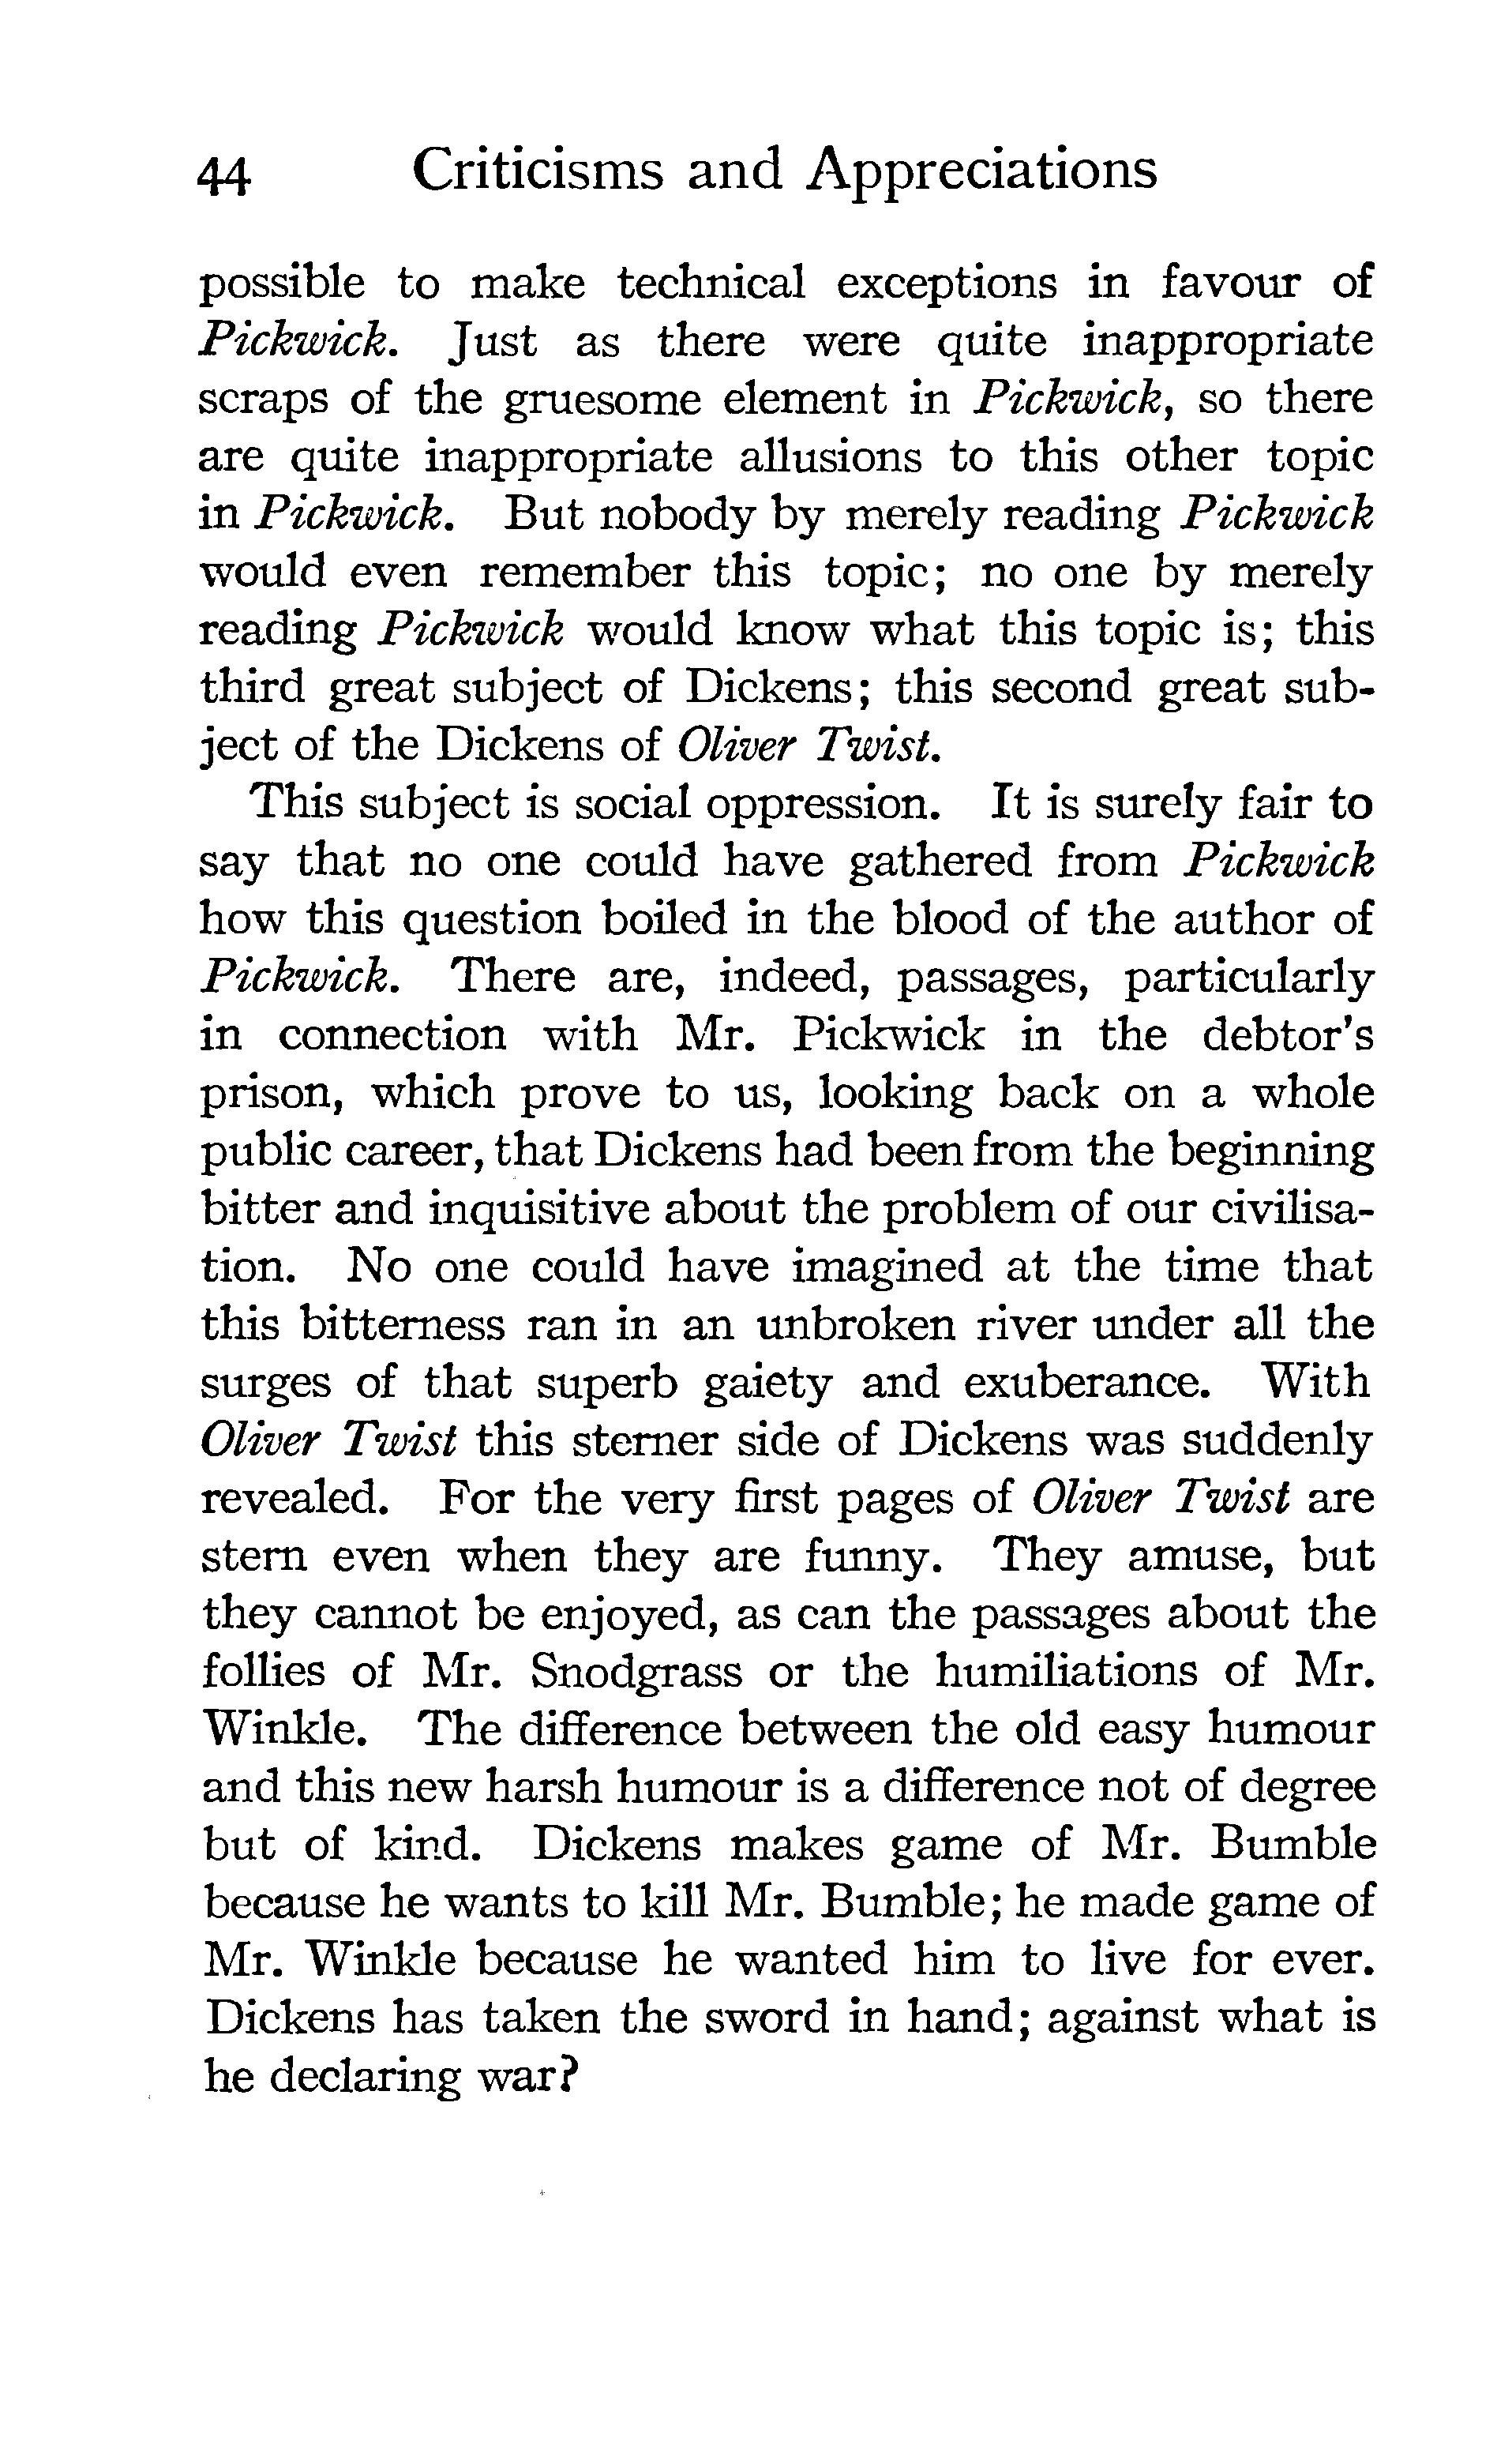 44 Criticisms and Appreciations
possible to make technical exceptions in favour of
Pickwick. Just as there were quite inappropriate
scraps of the gruesome element in Pickwick, so there
are quite inappropriate allusions to this other topic
in Pickwick. But nobody by merely reading Pickwick
would even remember this topic; no one by merely
reading Pickwick would know what this topic is; this
third great subject of Dickens; this second great sub-
ject of the Dickens of Oliver Twist.
This subject is social oppression. It is surely fair to
say that no one could have gathered from Pickwick
how this question boiled in the blood of the author of
Pickwick. There are, indeed, passages, particularly
in connection with Mr. Pickwick in the debtor's
prison, which prove to us, looking back on a whole
public career, that Dickens had been from the beginning
bitter and inquisitive about the problem of our civilisa-
tion. No one could have imagined at the time that
this bitterness ran in an unbroken river under all the
surges of that superb gaiety and exuberance. With
Oliver Twist this sterner side of Dickens was suddenly
revealed. For the very first pages of Oliver Twist are
stern even when they are funny. They amuse, but
they cannot be enjoyed, as can the passages about the
follies of Mr. Snodgrass or the humiliations of Mr.
Winkle. The difference between the old easy humour
and this new harsh humour is a difference not of degree
but of kind. Dickens makes game of Mr. Bumble
because he wants to kill Mr. Bumble; he made game of
Mr. Winkle because he wanted him to live for ever.
Dickens has taken the sword in hand; against what is
he declaring war?